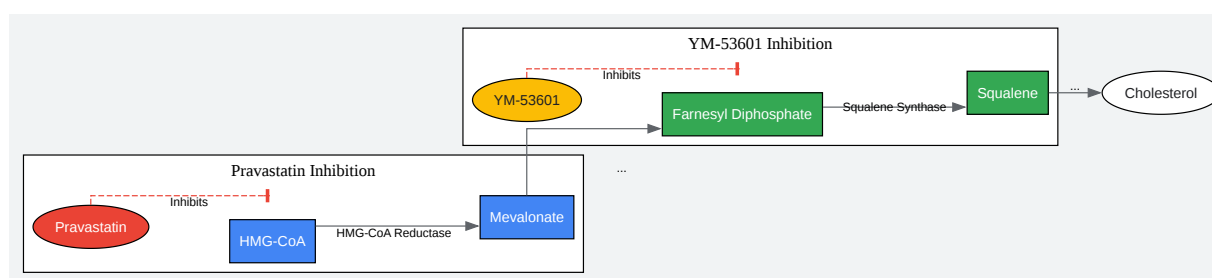 YM-53601 Inhibition
Inhibits
YM-53601
Farnesyl Diphosphate
Squalene Synthase
Squalene
...
Cholesterol
...
Pravastatin Inhibition
Inhibits
Pravastatin
HMG-CoA
HMG-CoA Reductase
Mevalonate